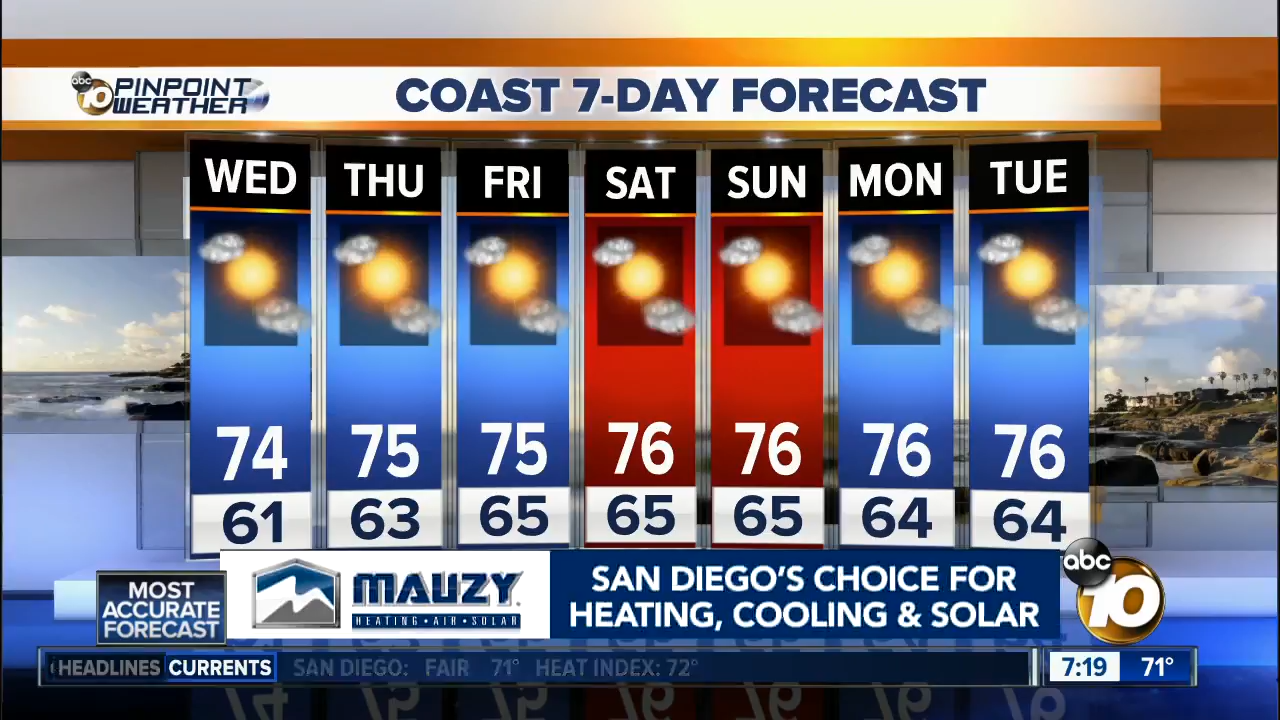 abc 10 PINPOINT WEATHER
COAST 7-DAY FORECAST
WED THU FRI SAT SUN MON TUE
74 75 75 76 76 76 76
61 63 65 65 65 64 64
MOST
ACCURATE
FORECAST
MAUZY
HEATING • AIR • SOLAR
SAN DIEGO'S CHOICE FOR
HEATING, COOLING & SOLAR
abc 10
HEADLINES CURRENTS SAN DIEGO: FAIR 71° HEAT INDEX: 72°
7:19 71°